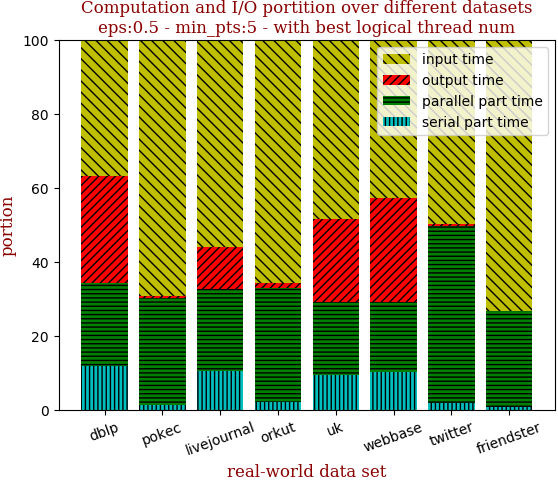 Computation and I/O partition over different datasets
eps:0.5 - min_pts:5 - with best logical thread num
100
80
60
40
20
0
portion
input time
output time
parallel part time
serial part time
dblp
pokec
livejournal
orkut
uk
webbase
twitter
friendster
real-world data set